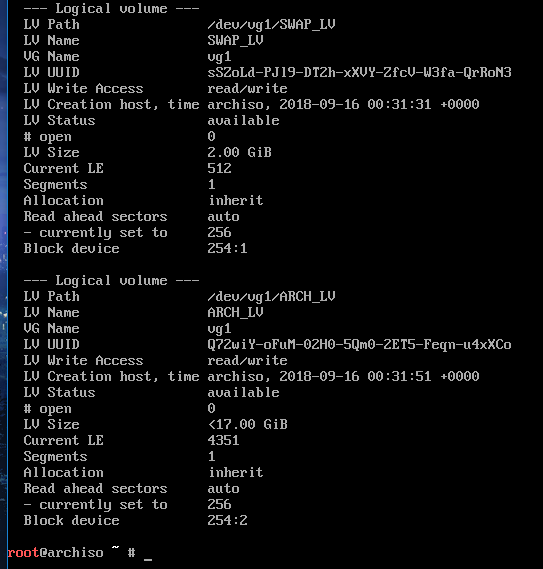 --- Logical volume ---
LV Path                /dev/vg1/SWAP_LV
LV Name                SWAP_LV
VG Name                vg1
LV UUID                sSZoLd-PJl9-DT2h-xXVY-ZfcV-W3fa-QrRoN3
LV Write Access        read/write
LV Creation host, time archiso, 2018-09-16 00:31:31 +0000
LV Status              available
# open                 0
LV Size                2.00 GiB
Current LE             512
Segments               1
Allocation             inherit
Read ahead sectors     auto
- currently set to     256
Block device           254:1

--- Logical volume ---
LV Path                /dev/vg1/ARCH_LV
LV Name                ARCH_LV
VG Name                vg1
LV UUID                Q72wiY-oFuM-02H0-5Qm0-2ET5-Feqn-u4xXCo
LV Write Access        read/write
LV Creation host, time archiso, 2018-09-16 00:31:51 +0000
LV Status              available
# open                 0
LV Size                <17.00 GiB
Current LE             4351
Segments               1
Allocation             inherit
Read ahead sectors     auto
- currently set to     256
Block device           254:2

root@archiso ~ # _